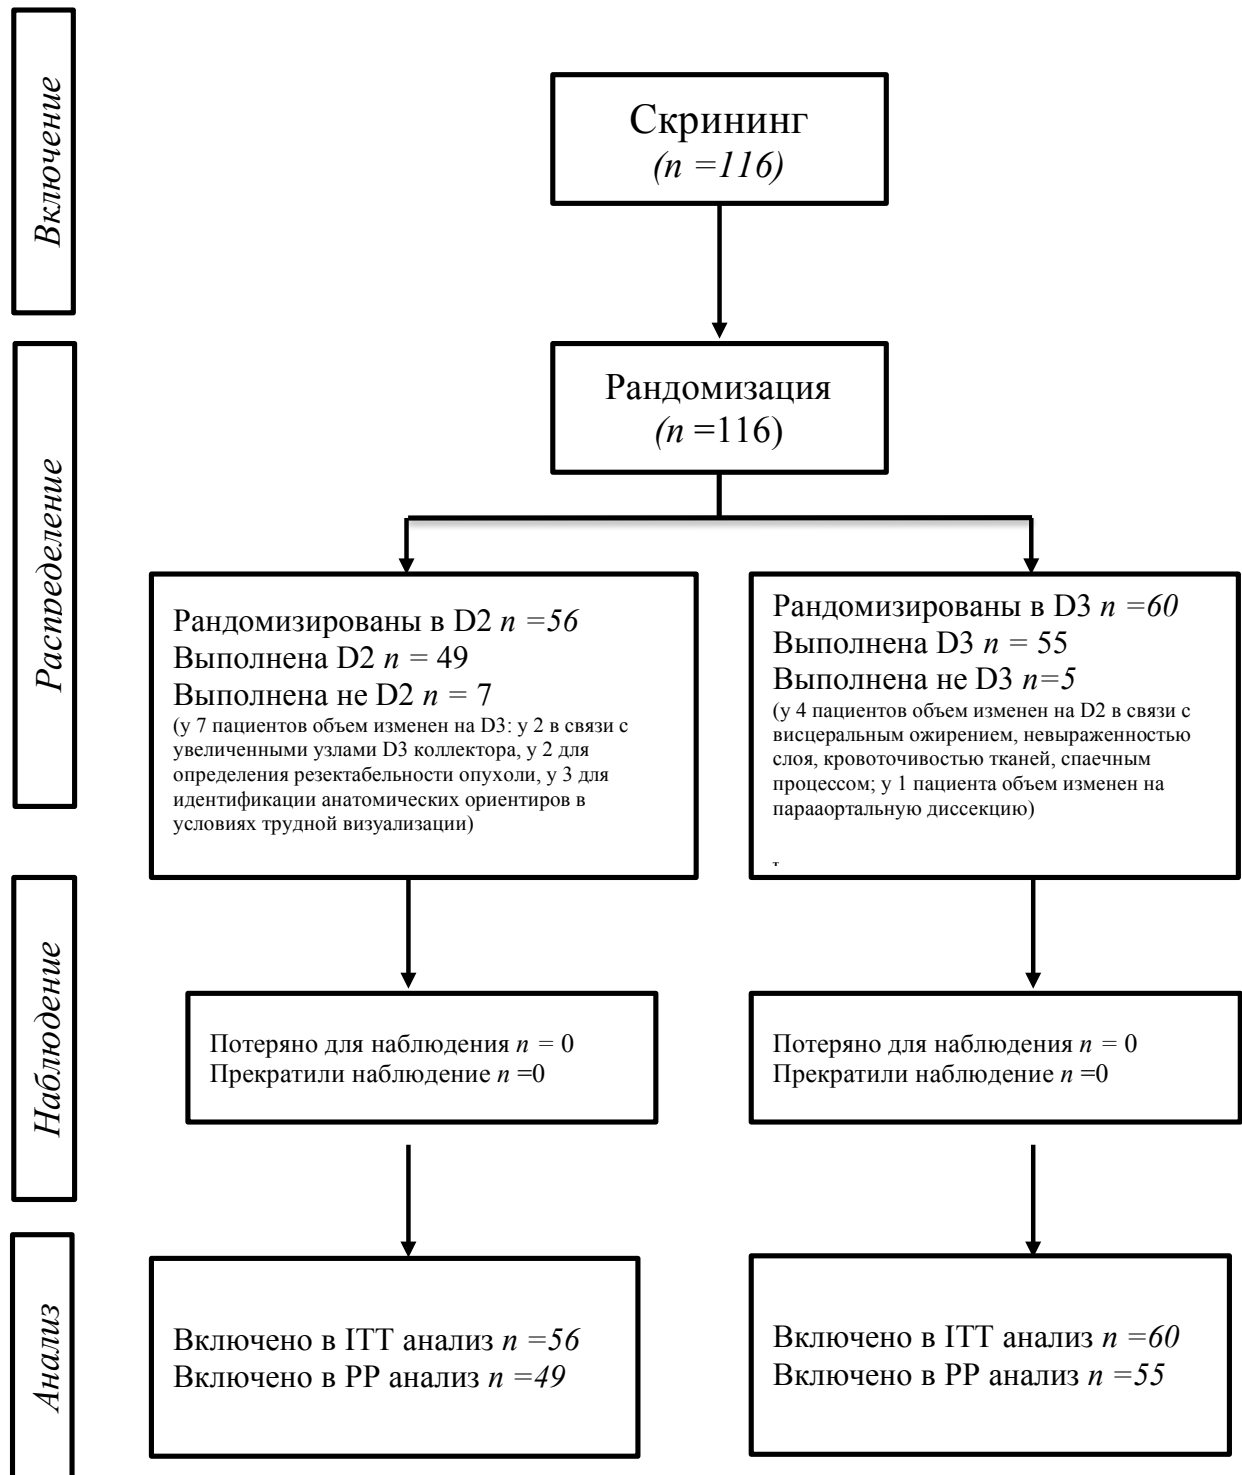 Включение
Скрининг
(n =116)
Распределение
Рандомизация
(n =116)
Рандомизированы в D2 n =56
Выполнена D2 n = 49
Выполнена не D2 n = 7
(у 7 пациентов объем изменен на D3: у 2 в связи с
увеличенными узлами D3 коллектора, у 2 для
определения резектабельности опухоли, у 3 для
идентификации анатомических ориентиров в
условиях трудной визуализации)
Рандомизированы в D3 n =60
Выполнена D3 n = 55
Выполнена не D3 n=5
(у 4 пациентов объем изменен на D2 в связи с
висцеральным ожирением, невыраженностью
слоя, кровоточивостью тканей, спаечным
процессом; у 1 пациента объем изменен на
парааортальную диссекцию)
Наблюдение
Потеряно для наблюдения n = 0
Прекратили наблюдение n =0
Потеряно для наблюдения n = 0
Прекратили наблюдение n =0
Анализ
Включено в ITT анализ n =56
Включено в PP анализ n =49
Включено в ITT анализ n =60
Включено в PP анализ n =55